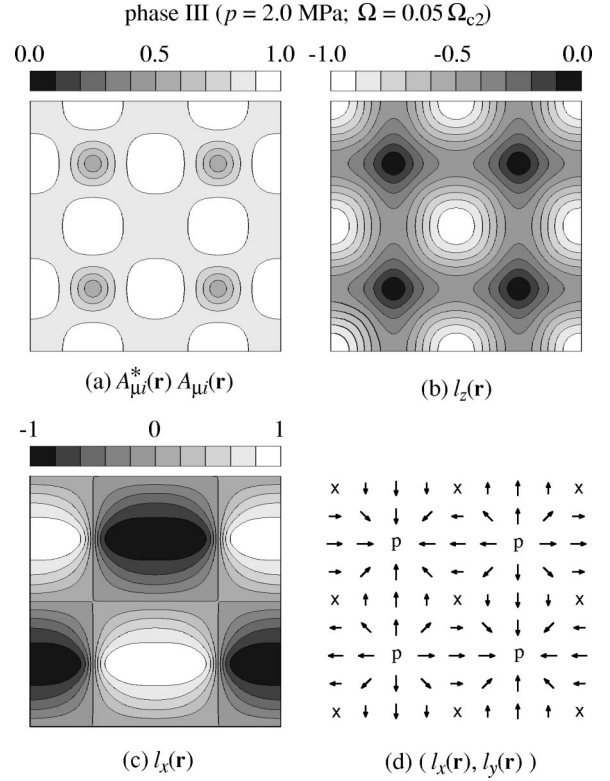 phase III (p = 2.0 MPa; Ω = 0.05 Ωc2)
0.0 0.5 1.0
-1.0 -0.5 0.0
(a) A*μi(r) Aμi(r)
(b) lz(r)
-1 0 1
x x x
p p
x x x
p p
x x x
(c) lx(r)
(d) ( lx(r), ly(r) )